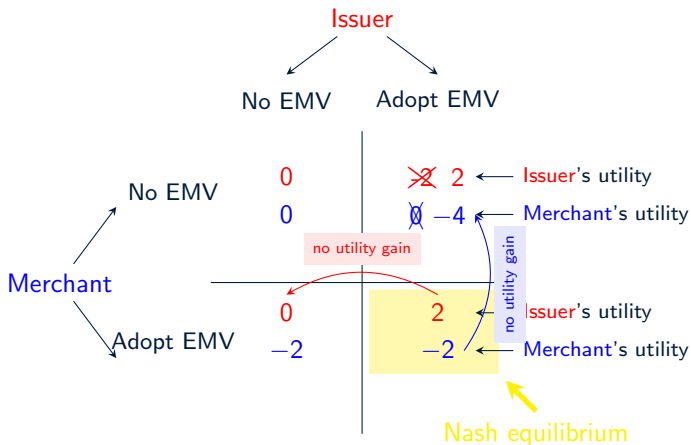 Issuer
No EMV Adopt EMV
No EMV
0 -2 2 Issuer's utility
0 0 −4 Merchant's utility
no utility gain
no utility gain
Merchant
Adopt EMV
0 2 Issuer's utility
−2 −2 Merchant's utility
Nash equilibrium